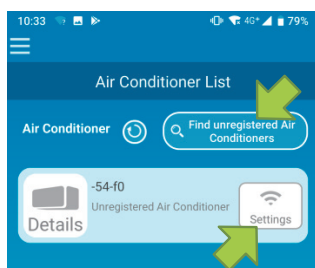 10:33 4G+ 79%
Air Conditioner List
Air Conditioner Find unregistered Air
Conditioners
-54-f0
Unregistered Air Conditioner
Details Settings